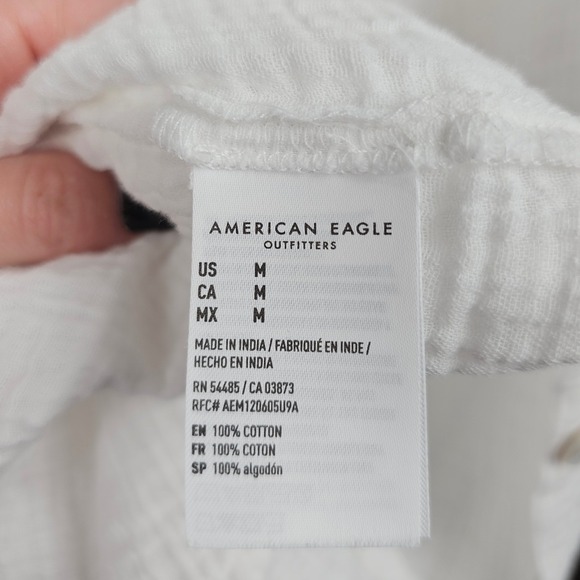 AMERICAN EAGLE
OUTFITTERS
US M
CA M
MX M
MADE IN INDIA / FABRIQUÉ EN INDE /
HECHO EN INDIA
RN 54485 / CA 03873
RFC# AEM120605U9A
EN 100% COTTON
FR 100% COTON
SP 100% algodón